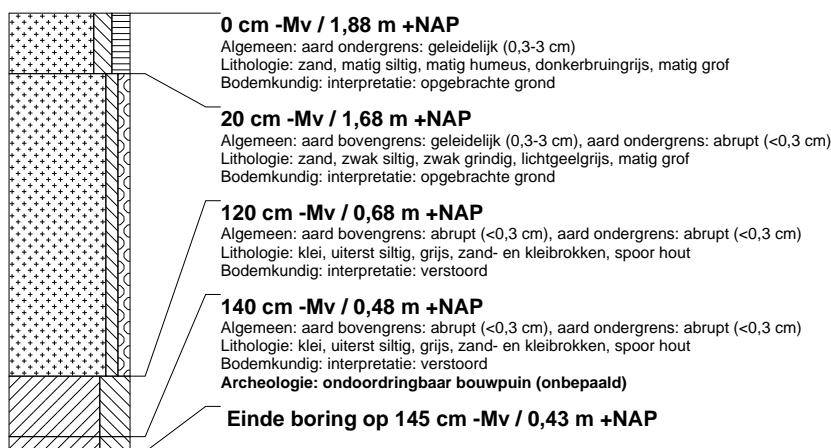 0 cm -Mv / 1,88 m +NAP
Algemeen: aard ondergrens: geleidelijk (0,3-3 cm)
Lithologie: zand, matig siltig, matig humeus, donkerbruingrijs, matig grof
Bodemkundig: interpretatie: opgebrachte grond
20 cm -Mv / 1,68 m +NAP
Algemeen: aard bovengrens: geleidelijk (0,3-3 cm), aard ondergrens: abrupt (<0,3 cm)
Lithologie: zand, zwak siltig, zwak grindig, lichtgeelgrijs, matig grof
Bodemkundig: interpretatie: opgebrachte grond
120 cm -Mv / 0,68 m +NAP
Algemeen: aard bovengrens: abrupt (<0,3 cm), aard ondergrens: abrupt (<0,3 cm)
Lithologie: klei, uiterst siltig, grijs, zand- en kleibrokken, spoor hout
Bodemkundig: interpretatie: verstoord
140 cm -Mv / 0,48 m +NAP
Algemeen: aard bovengrens: abrupt (<0,3 cm), aard ondergrens: abrupt (<0,3 cm)
Lithologie: klei, uiterst siltig, grijs, zand- en kleibrokken, spoor hout
Bodemkundig: interpretatie: verstoord
Archeologie: ondoordringbaar bouwpuin (onbepaald)
Einde boring op 145 cm -Mv / 0,43 m +NAP